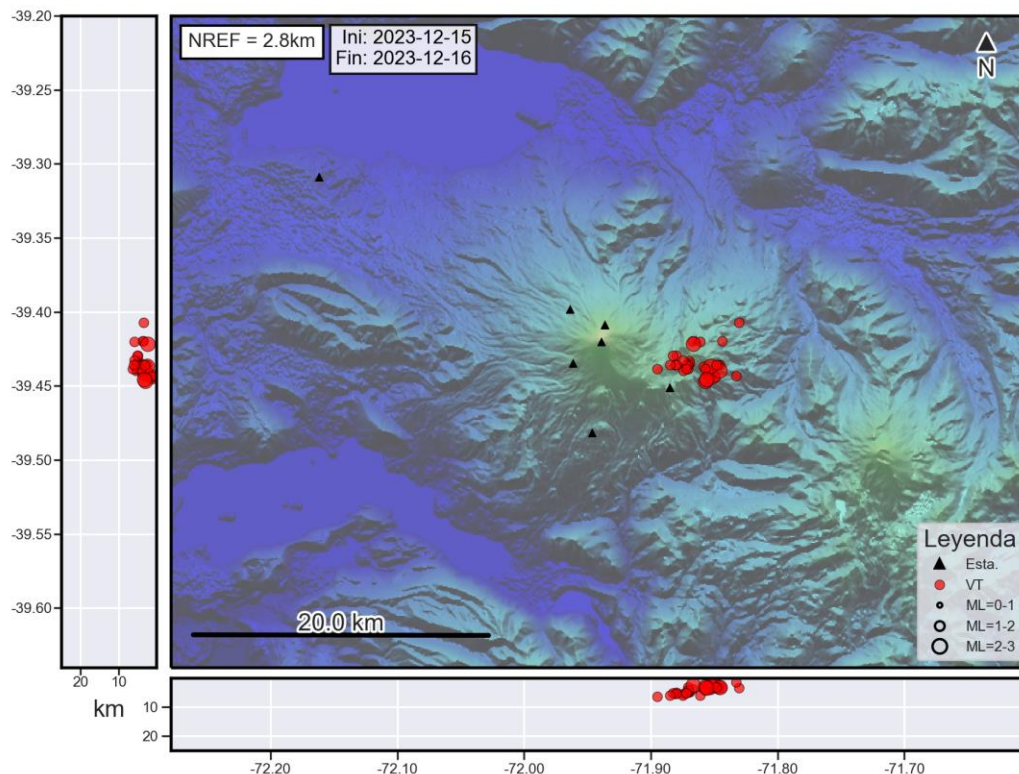 -39.20
-39.25
-39.30
-39.35
-39.40
-39.45
-39.50
-39.55
-39.60
NREF = 2.8km
Ini: 2023-12-15
Fin: 2023-12-16
N
20.0 km
Leyenda
Esta.
VT
ML=0-1
ML=1-2
ML=2-3
20 10
km
10
20
-72.20 -72.10 -72.00 -71.90 -71.80 -71.70